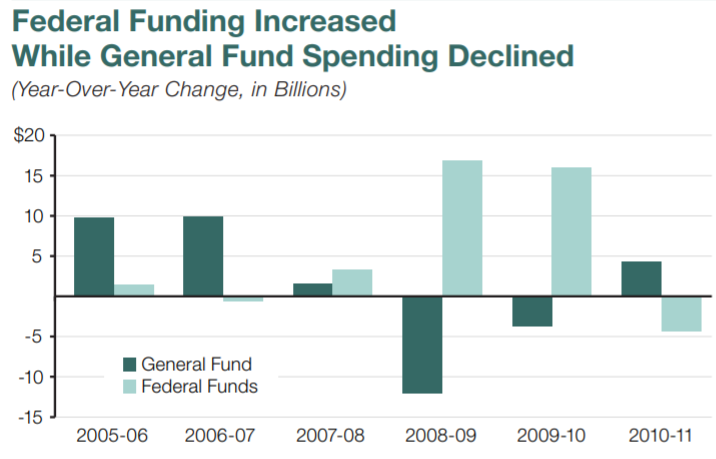 Federal Funding Increased
While General Fund Spending Declined
(Year-Over-Year Change, in Billions)
$20
15
10
5
-5
-10
-15
General Fund
Federal Funds
2005-06 2006-07 2007-08 2008-09 2009-10 2010-11